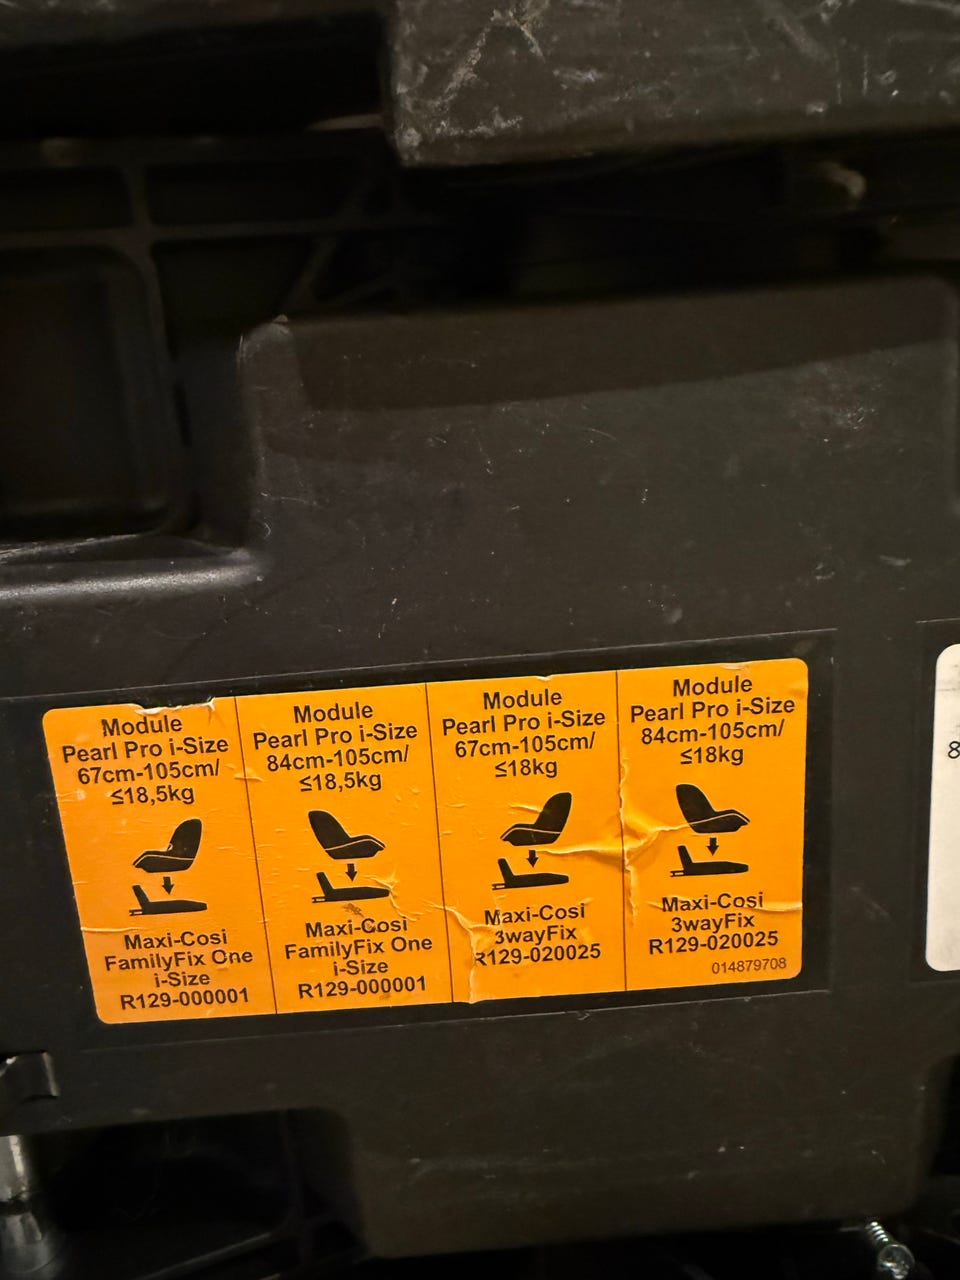 Module
Pearl Pro i-Size
67cm-105cm/
≤18,5kg
Maxi-Cosi
FamilyFix One
i-Size
R129-000001
Module
Pearl Pro i-Size
84cm-105cm/
≤18,5kg
Maxi-Cosi
FamilyFix One
i-Size
R129-000001
Module
Pearl Pro i-Size
67cm-105cm/
≤18kg
Maxi-Cosi
3wayFix
R129-020025
Module
Pearl Pro i-Size
84cm-105cm/
≤18kg
Maxi-Cosi
3wayFix
R129-020025
014879708
8